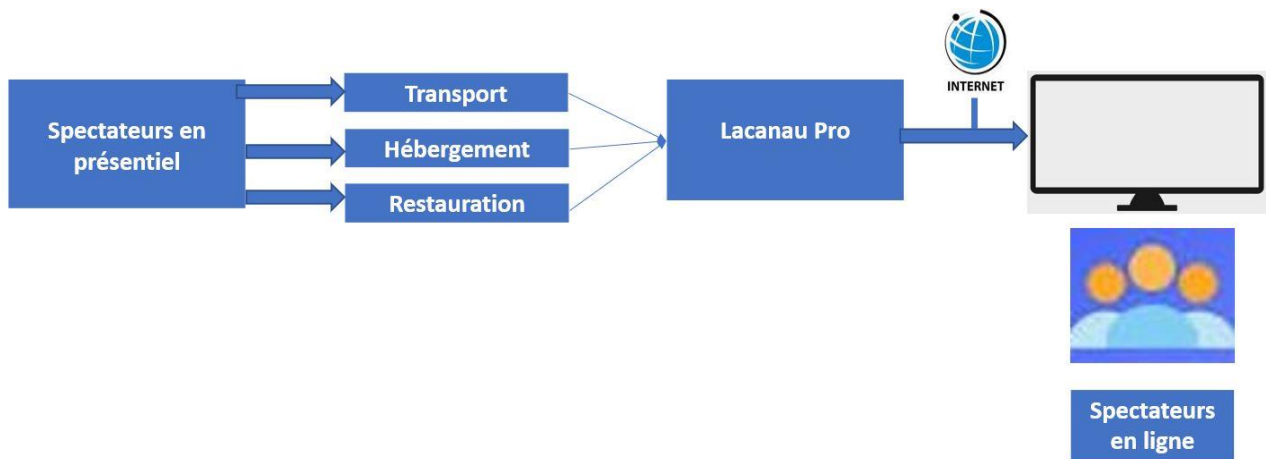 INTERNET
Spectateurs en
présentiel
Transport
Hébergement
Restauration
Lacanau Pro
Spectateurs
en ligne